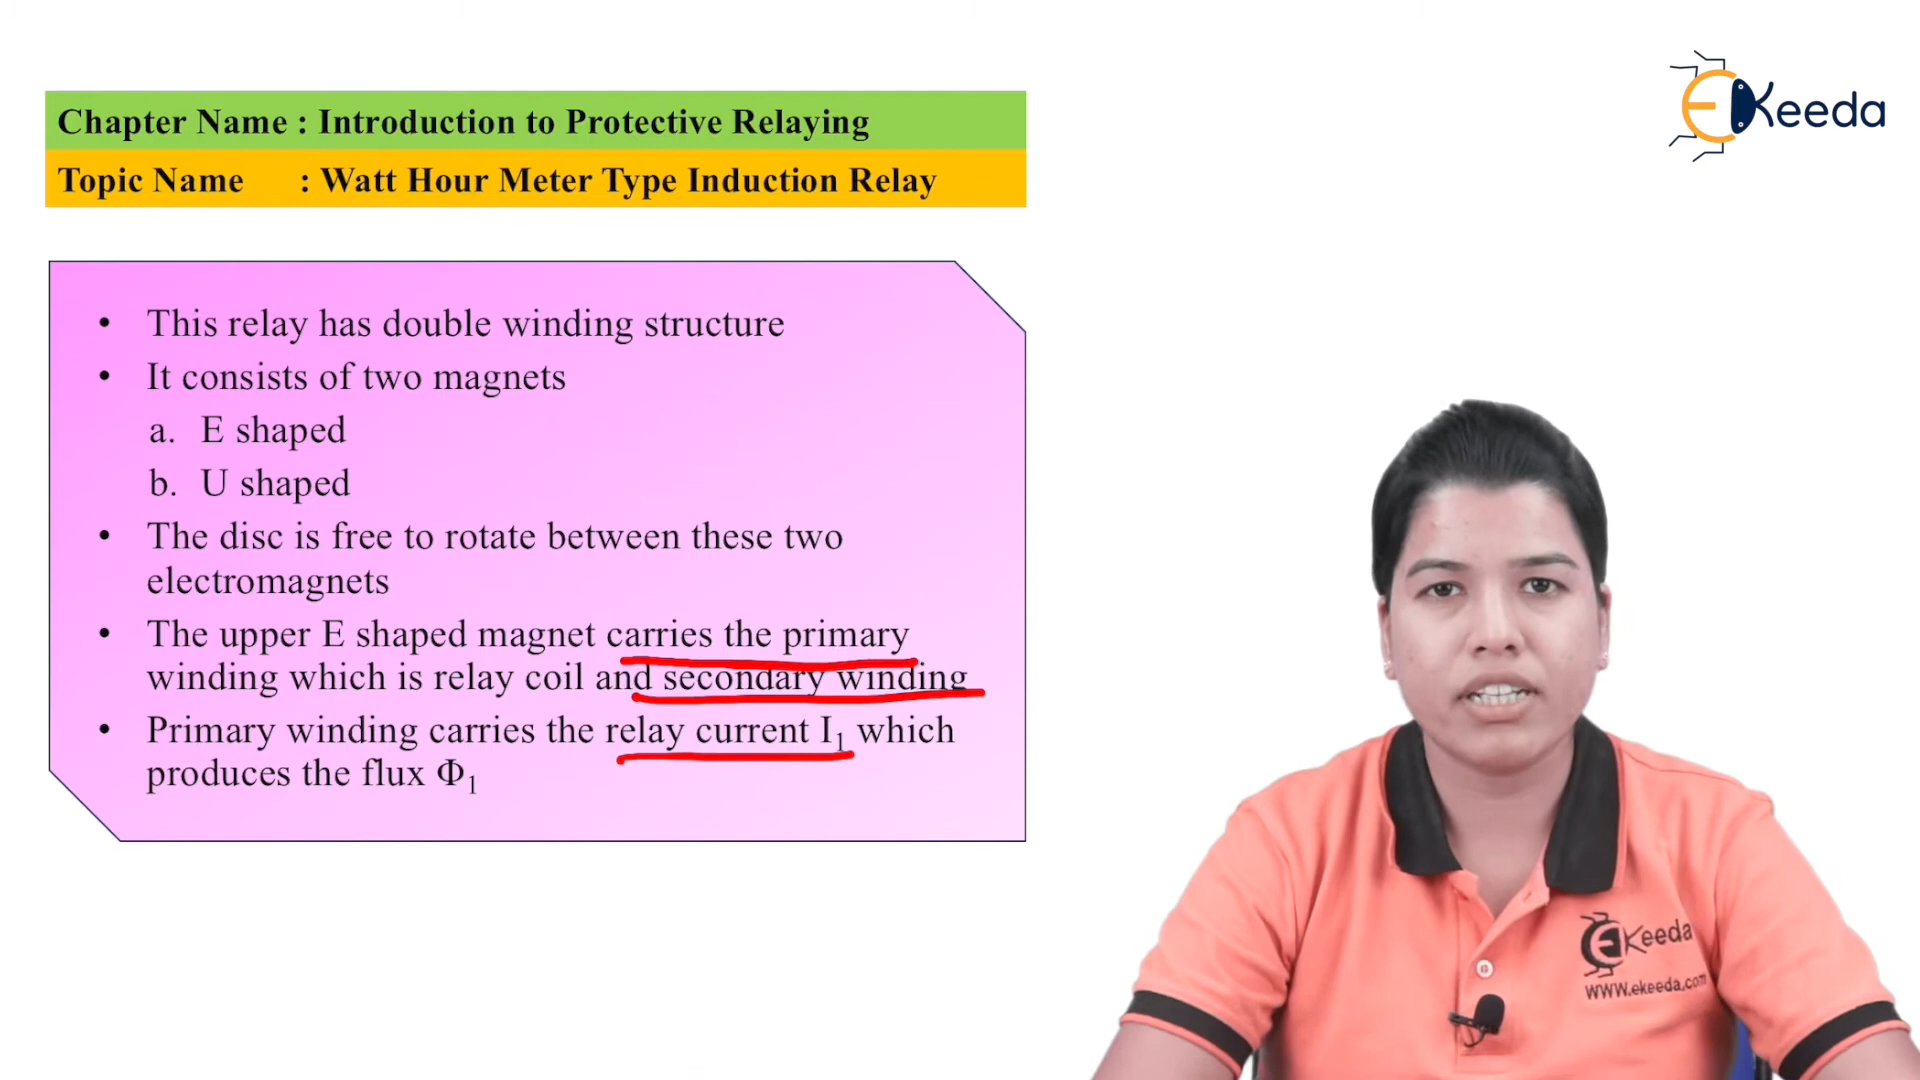 EKeeda
Chapter Name : Introduction to Protective Relaying
Topic Name : Watt Hour Meter Type Induction Relay
• This relay has double winding structure
• It consists of two magnets
a. E shaped
b. U shaped
• The disc is free to rotate between these two
electromagnets
• The upper E shaped magnet carries the primary
winding which is relay coil and secondary winding
• Primary winding carries the relay current I₁ which
produces the flux Φ₁
EKeeda
WWW.ekeeda.com